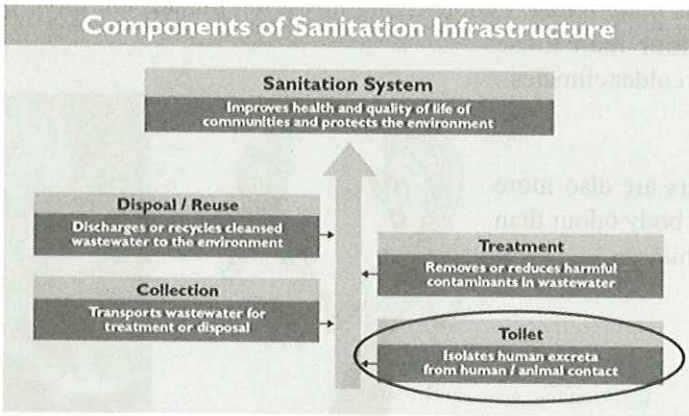 Components of Sanitation Infrastructure
Sanitation System
Improves health and quality of life of
communities and protects the environment
Dispoal / Reuse
Discharges or recycles cleansed
wastewater to the environment
Treatment
Removes or reduces harmful
contaminants in wastewater
Collection
Transports wastewater for
treatment or disposal
Toilet
Isolates human excreta
from human / animal contact